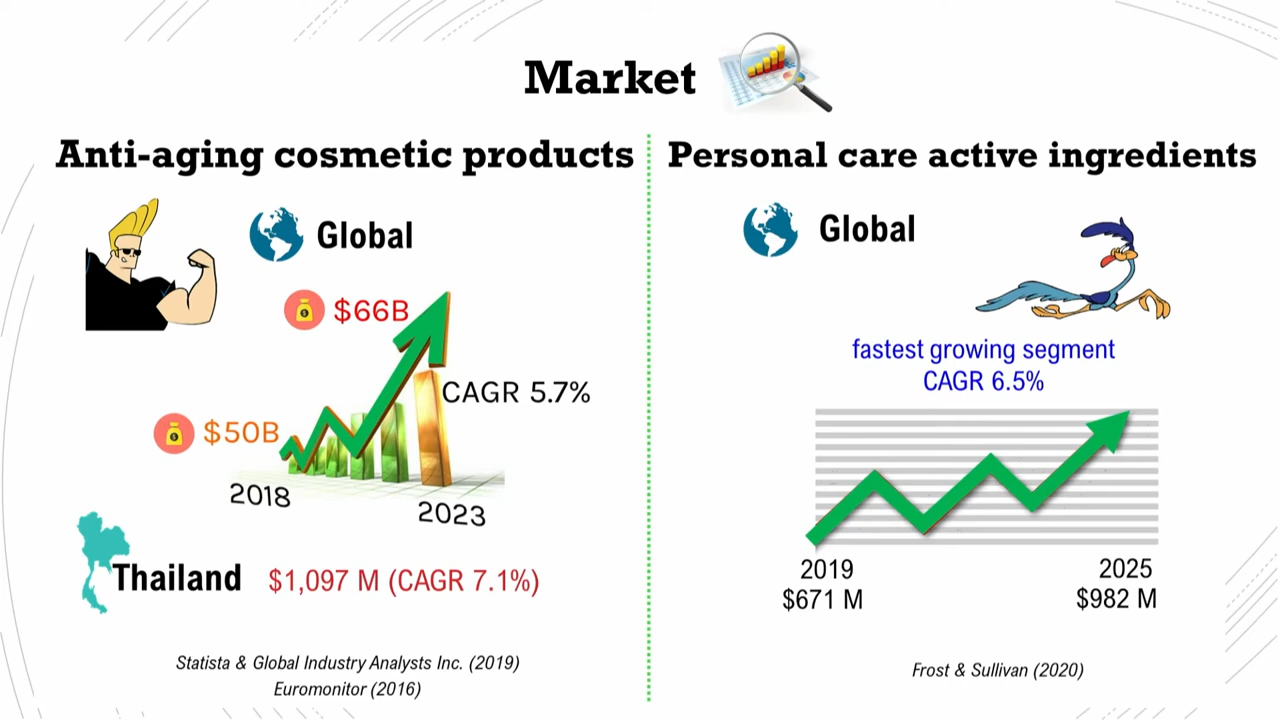 Market
Anti-aging cosmetic products
Global
$66B
CAGR 5.7%
$50B
2018
2023
Thailand $1,097 M (CAGR 7.1%)
Statista & Global Industry Analysts Inc. (2019)
Euromonitor (2016)
Personal care active ingredients
Global
fastest growing segment
CAGR 6.5%
2019
$671 M
2025
$982 M
Frost & Sullivan (2020)